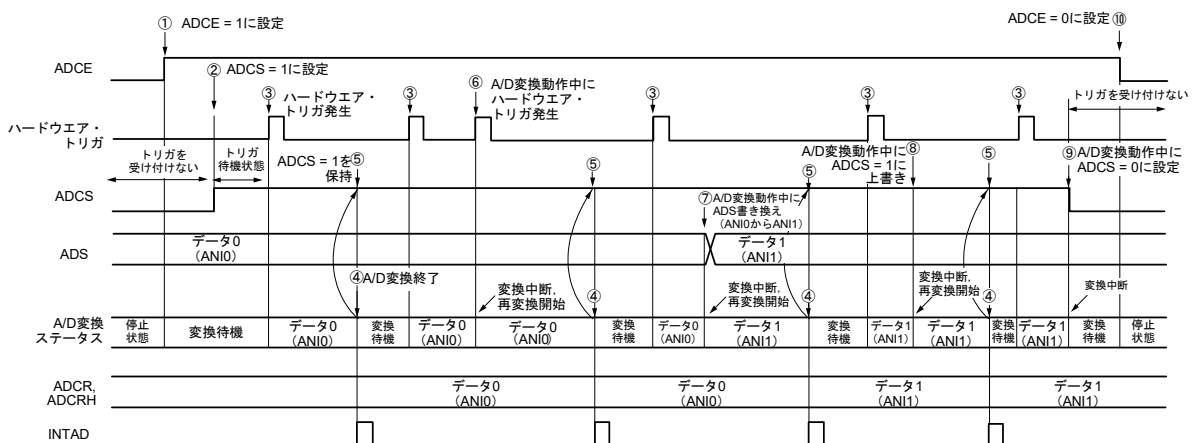 ① ADCE = 1に設定
ADCE = 0に設定 ⑩
ADCE
② ADCS = 1に設定
③ ハードウエア・
トリガ発生
③
⑥ A/D変換動作中に
ハードウエア・
トリガ発生
③
③
③
トリガを受け付けない
ハードウエア・
トリガ
トリガを
受け付けない
トリガ
待機状態
ADCS = 1を
保持
⑤
⑤
⑤
A/D変換動作中に
ADCS = 1に
上書き
⑧
⑤
⑨ A/D変換動作中に
ADCS = 0に設定
ADCS
⑦ A/D変換動作中に
ADS書き換え
(ANI0からANI1)
ADS
データ0
(ANI0)
データ1
(ANI1)
④ A/D変換終了
変換中断,
再変換開始
④
変換中断,
再変換開始
④
変換中断,
再変換開始
④
変換中断
A/D変換
ステータス
停止
状態
変換待機
データ0
(ANI0)
変換
待機
データ0
(ANI0)
データ0
(ANI0)
変換
待機
データ0
(ANI0)
データ1
(ANI1)
変換
待機
データ1
(ANI1)
データ1
(ANI1)
変換
待機
データ1
(ANI1)
変換
待機
停止
状態
ADCR,
ADCRH
データ0
(ANI0)
データ0
(ANI0)
データ1
(ANI1)
データ1
(ANI1)
INTAD